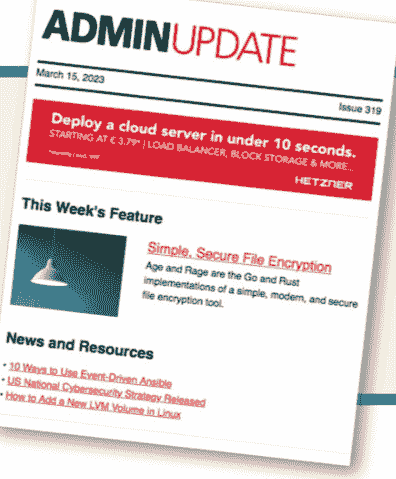 ADMINUPDATE
March 15, 2023
Issue 319
Deploy a cloud server in under 10 seconds.
STARTING AT € 3.79* | LOAD BALANCER, BLOCK STORAGE & MORE...
HETZNER
This Week's Feature
Simple, Secure File Encryption
Age and Rage are the Go and Rust
implementations of a simple, modern, and secure
file encryption tool.
News and Resources
• 10 Ways to Use Event-Driven Ansible
• US National Cybersecurity Strategy Released
• How to Add a New LVM Volume in Linux